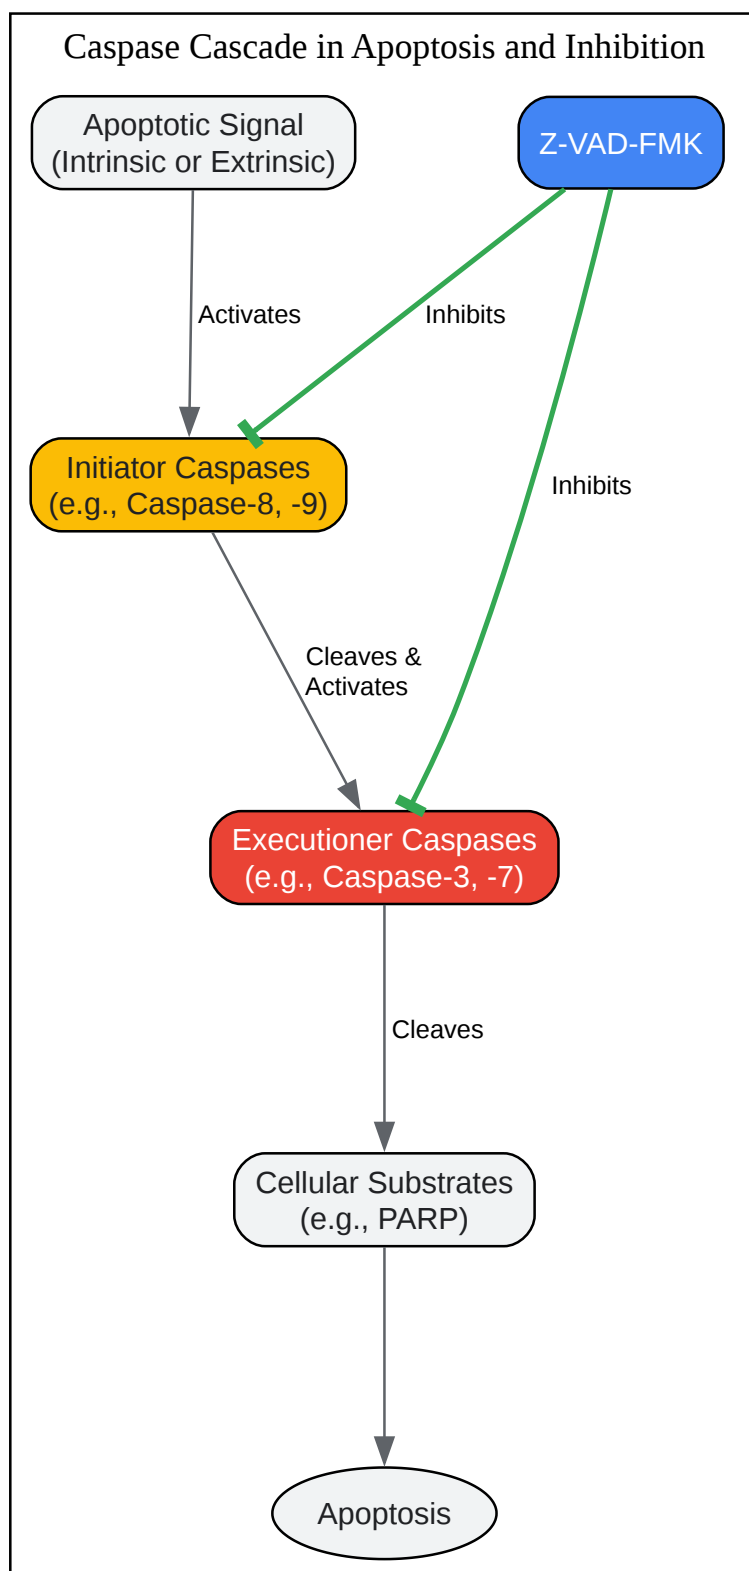 Caspase Cascade in Apoptosis and Inhibition
Apoptotic Signal
(Intrinsic or Extrinsic)
Z-VAD-FMK
Activates
Inhibits
Initiator Caspases
(e.g., Caspase-8, -9)
Inhibits
Cleaves &
Activates
Executioner Caspases
(e.g., Caspase-3, -7)
Cleaves
Cellular Substrates
(e.g., PARP)
Apoptosis